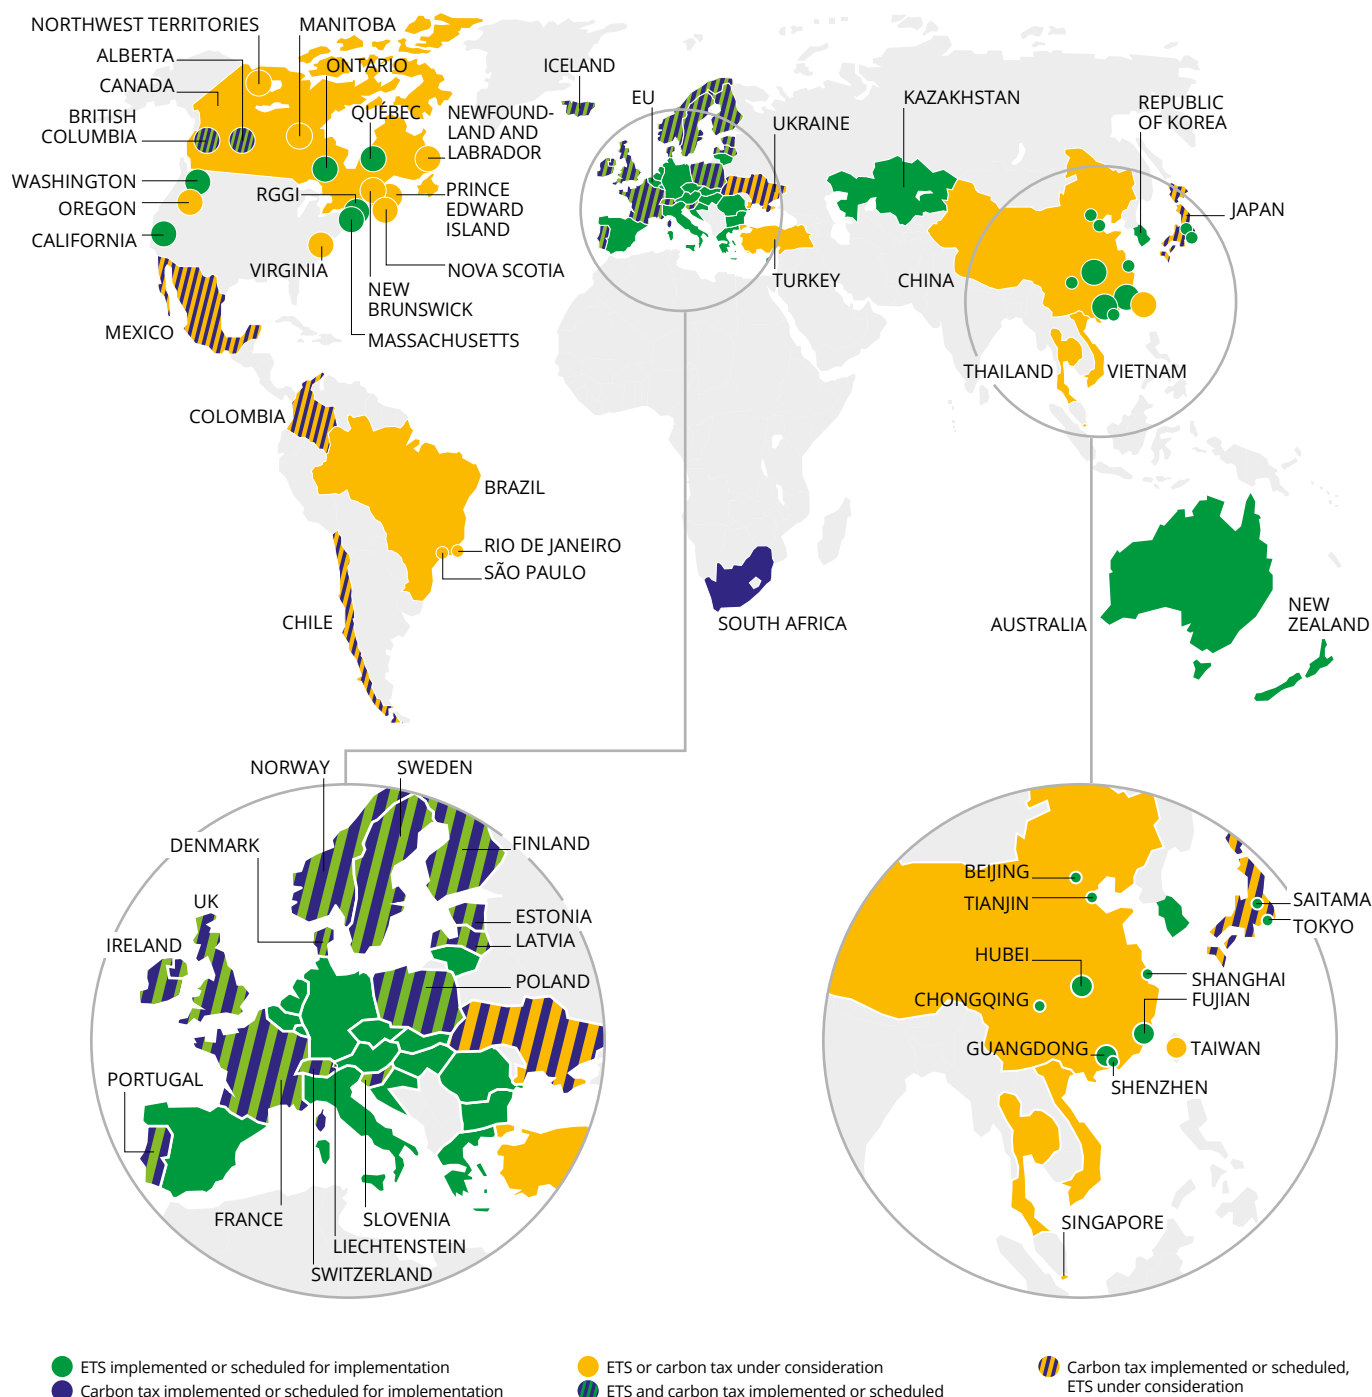 NORTHWEST TERRITORIES
MANITOBA
ALBERTA
ONTARIO
CANADA
QUÉBEC
BRITISH
COLUMBIA
NEWFOUND-
LAND AND
LABRADOR
WASHINGTON
OREGON
CALIFORNIA
RGGI
PRINCE
EDWARD
ISLAND
VIRGINIA
NOVA SCOTIA
NEW
BRUNSWICK
MASSACHUSETTS
MEXICO
ICELAND
EU
UKRAINE
KAZAKHSTAN
REPUBLIC
OF KOREA
JAPAN
TURKEY
CHINA
THAILAND
VIETNAM
COLOMBIA
BRAZIL
RIO DE JANEIRO
SÃO PAULO
CHILE
SOUTH AFRICA
AUSTRALIA
NEW
ZEALAND
NORWAY
SWEDEN
DENMARK
FINLAND
UK
IRELAND
ESTONIA
LATVIA
POLAND
PORTUGAL
FRANCE
SLOVENIA
LIECHTENSTEIN
SWITZERLAND
BEIJING
TIANJIN
SAITAMA
TOKYO
HUBEI
SHANGHAI
CHONGQING
FUJIAN
GUANGDONG
TAIWAN
SHENZHEN
SINGAPORE
ETS implemented or scheduled for implementation
Carbon tax implemented or scheduled for implementation
ETS or carbon tax under consideration
ETS and carbon tax implemented or scheduled
Carbon tax implemented or scheduled,
ETS under consideration